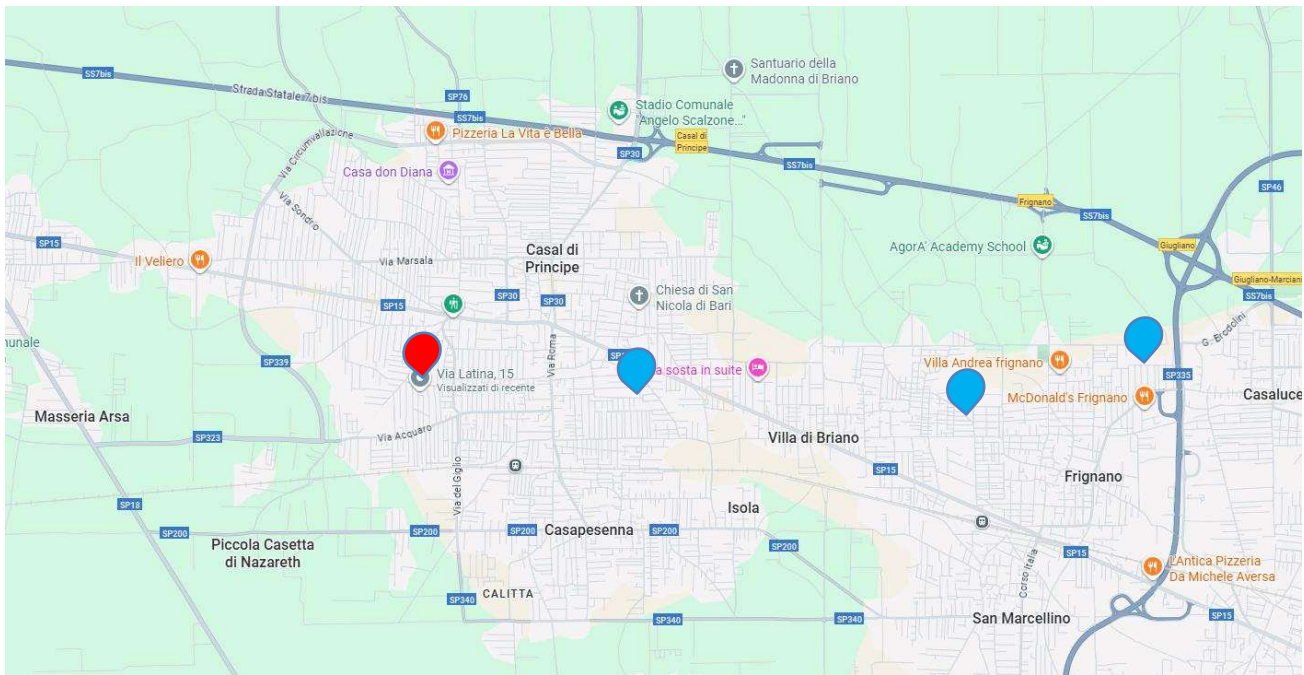 Santuario della
Madonna di Briano
SS7bis
Strada Statale 7 bis
SP76
Stadio Comunale
"Angelo Scalzone..."
SS7bis
Pizzeria La Vita è Bella
Via Circumvallazione
Casal di
Principe
SP30
SS7bis
Casa don Diana
SS7bis
SP46
Via Sondrio
Frignano
SS7bis
SP15
Il Veliero
Via Marsala
Casal di
Principe
AgorA' Academy School
Giugliano
Giugliano-Marciano
SS7bis
SP15
SP30
SP30
Chiesa di San
Nicola di Bari
G. Brodolini
SP339
Via Roma
Via Latina, 15
Visualizzati di recente
a sosta in suite
Villa Andrea frignano
SP335
McDonald's Frignano
Casaluce
Masseria Arsa
SP323
Via Acquaro
Villa di Briano
SP15
Frignano
Via del Giglio
SP18
SP200
SP200
SP200
Casapesenna
SP200
Isola
SP200
Piccola Casetta
di Nazareth
Corso Italia
SP15
L'Antica Pizzeria
Da Michele Aversa
CALITTA
SP340
SP340
SP340
San Marcellino
SP15